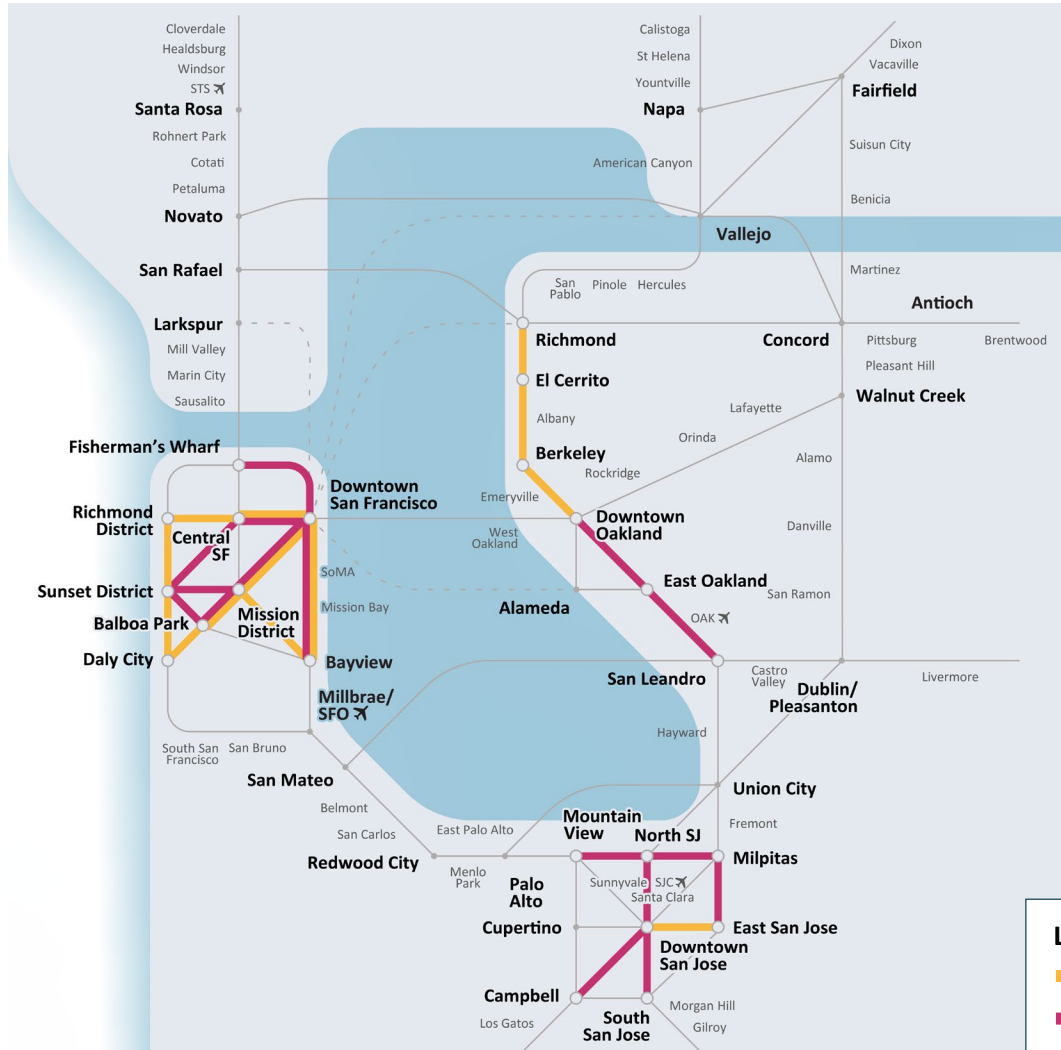 Cloverdale
Healdsburg
Windsor
STS
Santa Rosa
Rohnert Park
Cotati
Petaluma
Novato
San Rafael
Larkspur
Mill Valley
Marin City
Sausalito
Fisherman's Wharf
Calistoga
St Helena
Yountville
Napa
American Canyon
Dixon
Vacaville
Fairfield
Suisun City
Benicia
Vallejo
Martinez
San
Pablo
Pinole
Hercules
Antioch
Richmond
Concord
Pittsburg
Brentwood
Pleasant Hill
El Cerrito
Walnut Creek
Albany
Lafayette
Orinda
Berkeley
Rockridge
Alamo
Emeryville
Downtown
San Francisco
Richmond
District
Central
SF
West
Oakland
Downtown
Oakland
Danville
Sunset District
SoMA
East Oakland
San Ramon
Mission Bay
Alameda
OAK
Balboa Park
Mission
District
Daly City
Bayview
San Leandro
Castro
Valley
Livermore
Dublin/
Pleasanton
Millbrae/
SFO
Hayward
South San
Francisco
San Bruno
San Mateo
Union City
Belmont
San Carlos
East Palo Alto
Mountain
View
North SJ
Fremont
Redwood City
Menlo
Park
Milpitas
Palo
Alto
Sunnyvale
SJC
Santa Clara
Cupertino
East San Jose
Downtown
San Jose
Campbell
Morgan Hill
Los Gatos
South
San Jose
Gilroy
L